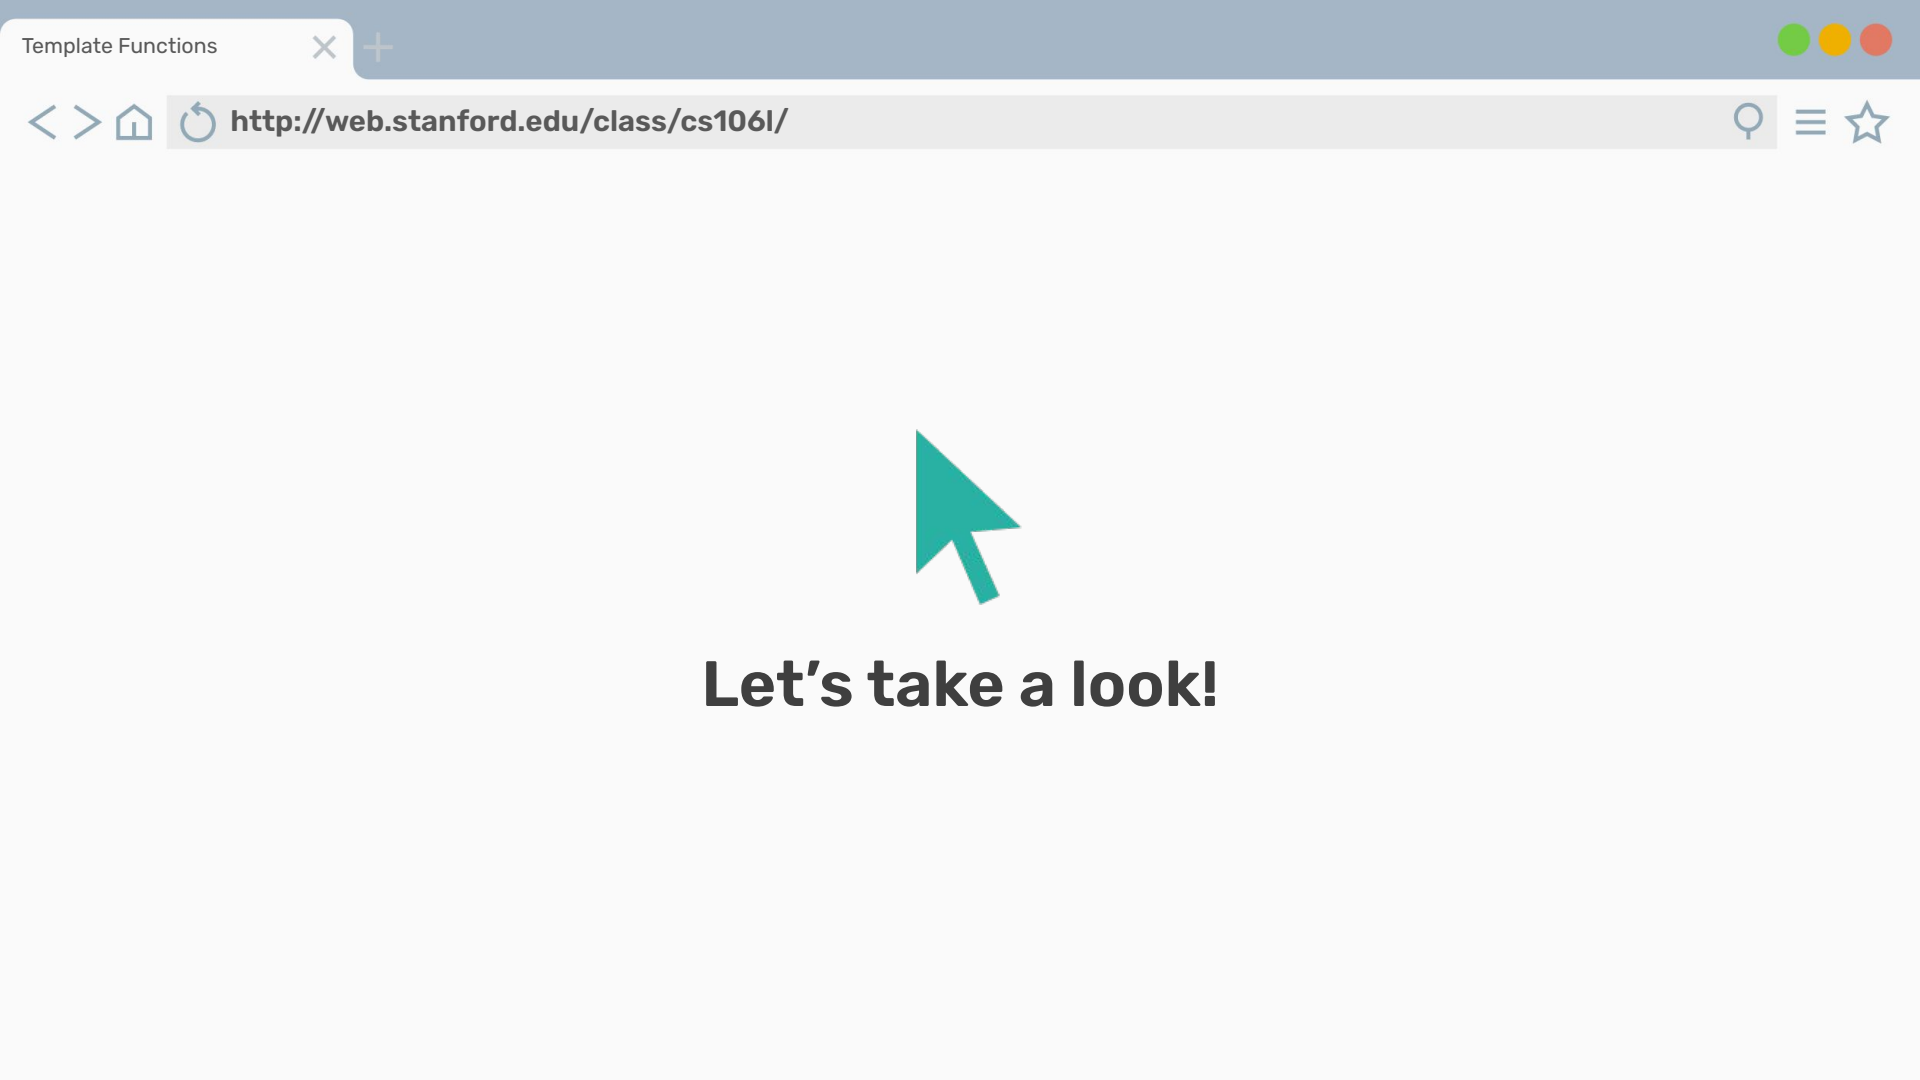 Template Functions
http://web.stanford.edu/class/cs106l/
Let’s take a look!